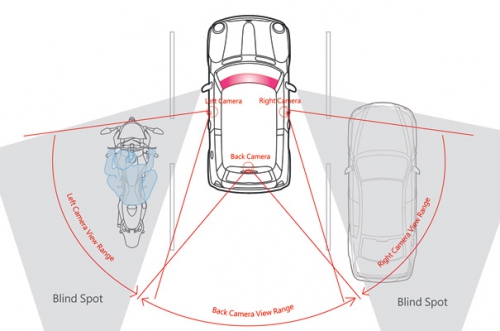 Left Camera
Right Camera
Back Camera
Left Camera View Range
Right Camera View Range
Blind Spot
Back Camera View Range
Blind Spot